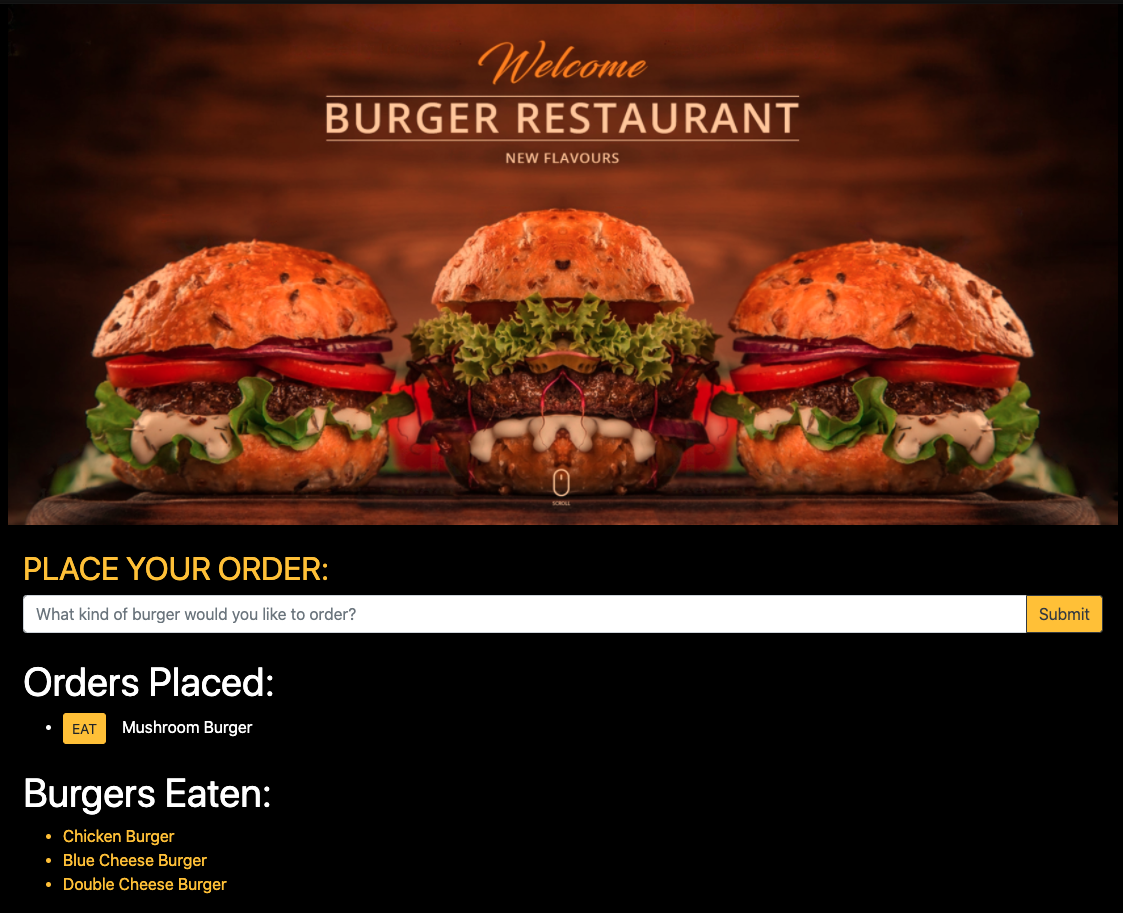 Welcome
BURGER RESTAURANT
NEW FLAVOURS
SCROLL
PLACE YOUR ORDER:
What kind of burger would you like to order? Submit
Orders Placed:
EAT Mushroom Burger
Burgers Eaten:
Chicken Burger
Blue Cheese Burger
Double Cheese Burger